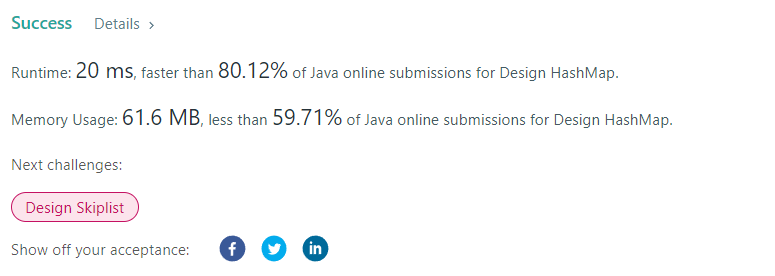 Success Details >
Runtime: 20 ms, faster than 80.12% of Java online submissions for Design HashMap.
Memory Usage: 61.6 MB, less than 59.71% of Java online submissions for Design HashMap.
Next challenges:
Design Skiplist
Show off your acceptance: f in